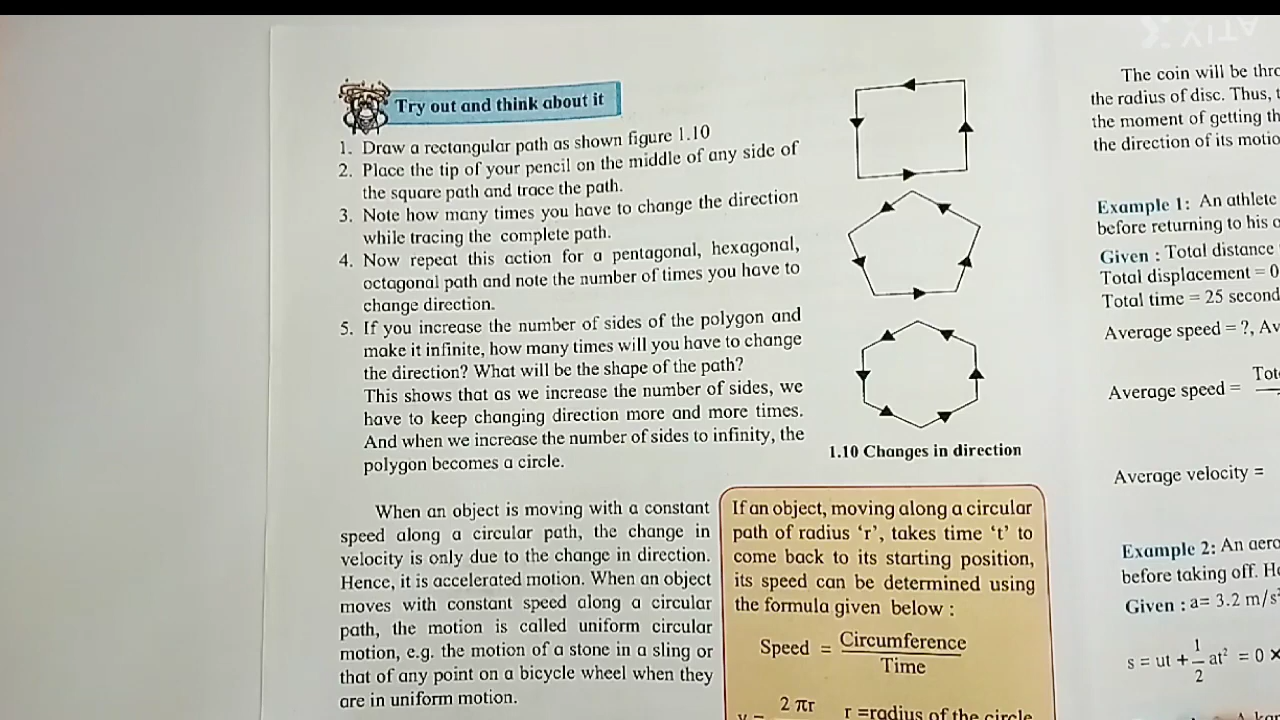 Try out and think about it
1. Draw a rectangular path as shown figure 1.10
2. Place the tip of your pencil on the middle of any side of
the square path and trace the path.
3. Note how many times you have to change the direction
while tracing the complete path.
4. Now repeat this action for a pentagonal, hexagonal,
octagonal path and note the number of times you have to
change direction.
5. If you increase the number of sides of the polygon and
make it infinite, how many times will you have to change
the direction? What will be the shape of the path?
This shows that as we increase the number of sides, we
have to keep changing direction more and more times.
And when we increase the number of sides to infinity, the
polygon becomes a circle.
1.10 Changes in direction
When an object is moving with a constant
speed along a circular path, the change in
velocity is only due to the change in direction.
Hence, it is accelerated motion. When an object
moves with constant speed along a circular
path, the motion is called uniform circular
motion, e.g. the motion of a stone in a sling or
that of any point on a bicycle wheel when they
are in uniform motion.
If an object, moving along a circular
path of radius ‘r’, takes time ‘t’ to
come back to its starting position,
its speed can be determined using
the formula given below :
Speed = Circumference
Time
v = 2 πr
r =radius of the circle
The coin will be
the radius of disc. Thus,
the moment of getting
the direction of its
Example 1: An athlete
before returning to his
Given : Total distance
Total displacement = 0
Total time = 25 second
Average speed = ?,
Average speed =
Average velocity =
Example 2: An
before taking off.
Given : a= 3.2 m/s²
s = ut + 1/2 at² = 0 ×